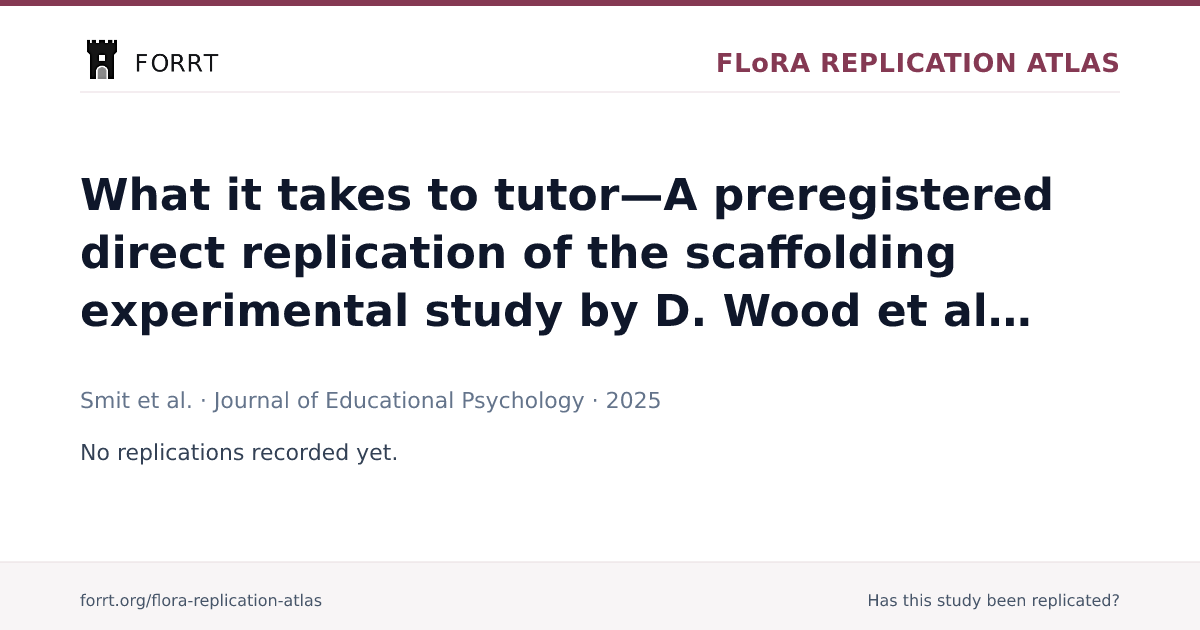 FORRT
FLoRA REPLICATION ATLAS
What it takes to tutor—A preregistered
direct replication of the scaffolding
experimental study by D. Wood et al…
Smit et al. · Journal of Educational Psychology · 2025
No replications recorded yet.
forrt.org/flora-replication-atlas
Has this study been replicated?